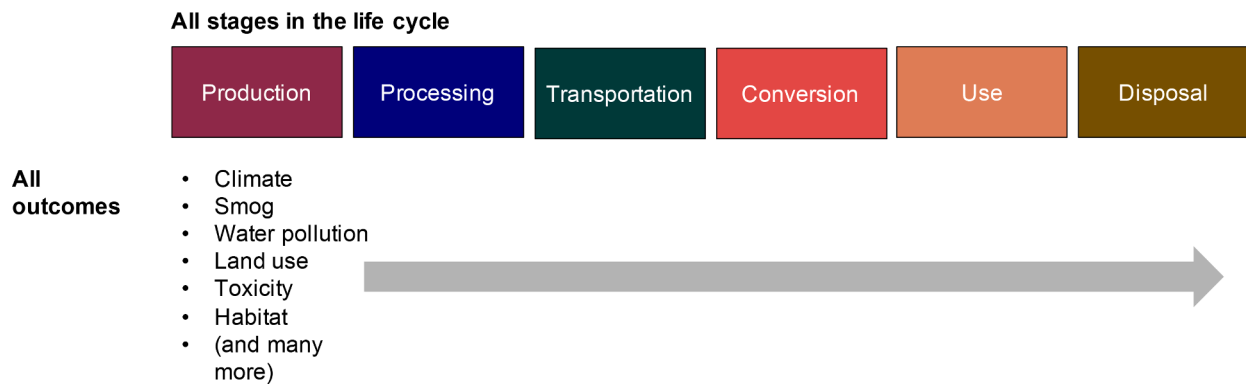 All stages in the life cycle
Production
Processing
Transportation
Conversion
Use
Disposal
All
outcomes
• Climate
• Smog
• Water pollution
• Land use
• Toxicity
• Habitat
• (and many
more)